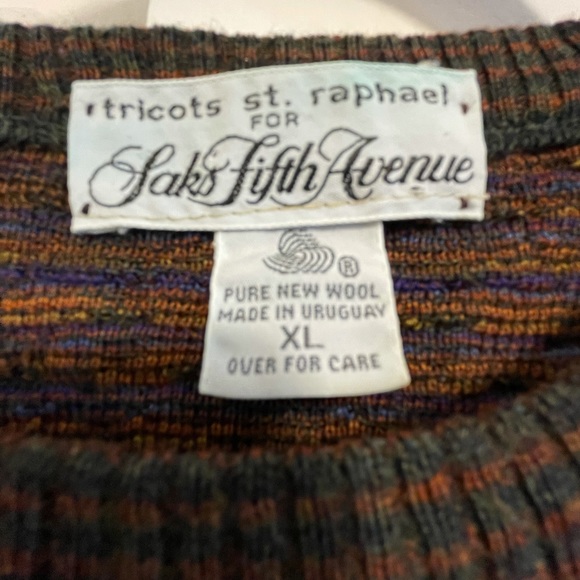 tricots st. raphael
FOR
Saks Fifth Avenue
®
PURE NEW WOOL
MADE IN URUGUAY
XL
OVER FOR CARE